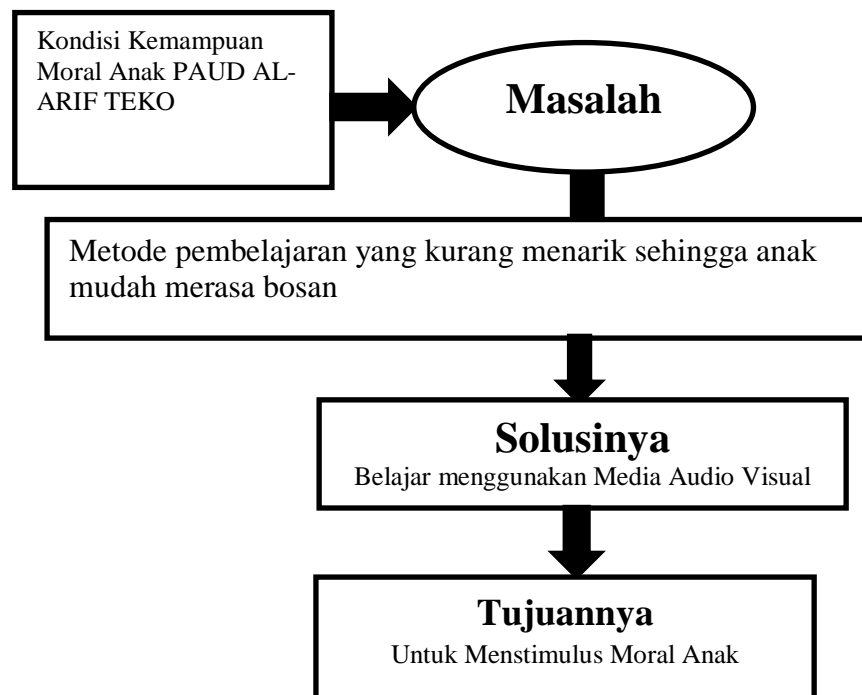 Kondisi Kemampuan
Moral Anak PAUD AL-
ARIF TEKO
Masalah
Metode pembelajaran yang kurang menarik sehingga anak
mudah merasa bosan
Solusinya
Belajar menggunakan Media Audio Visual
Tujuannya
Untuk Menstimulus Moral Anak